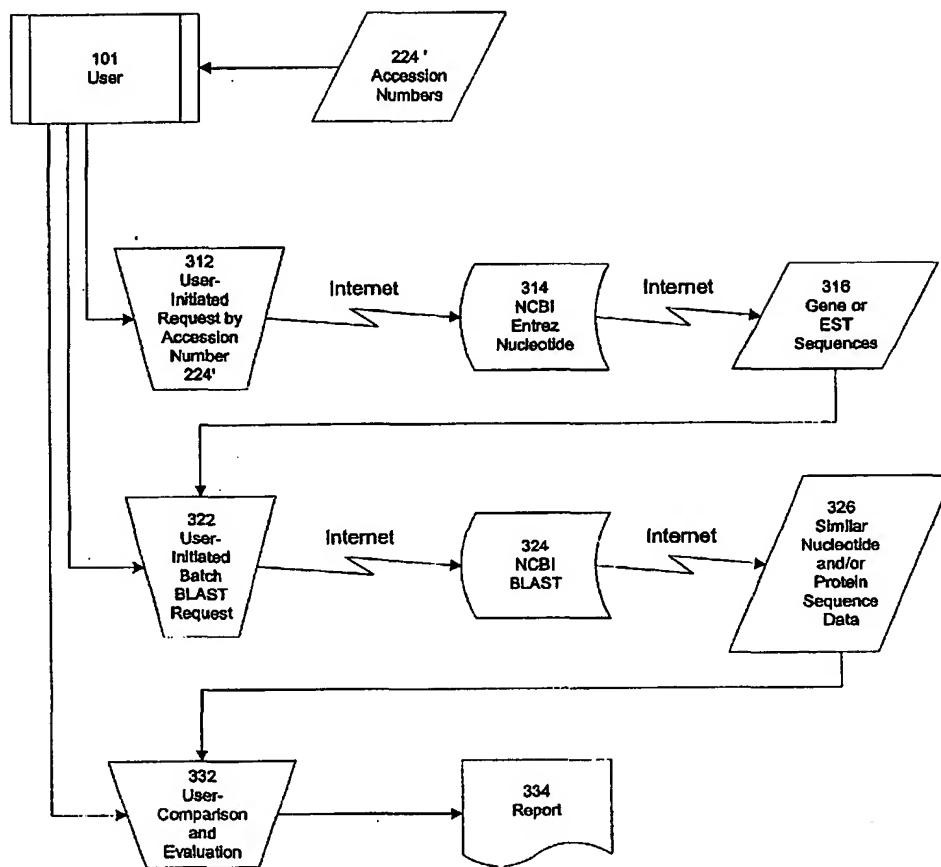 101
User
224 '
Accession
Numbers
312
User-
Initiated
Request by
Accession
Number
224'
Internet
314
NCBI
Entrez
Nucleotide
Internet
316
Gene or
EST
Sequences
322
User-
Initiated
Batch
BLAST
Request
Internet
324
NCBI
BLAST
Internet
326
Similar
Nucleotide
and/or
Protein
Sequence
Data
332
User-
Comparison
and
Evaluation
334
Report